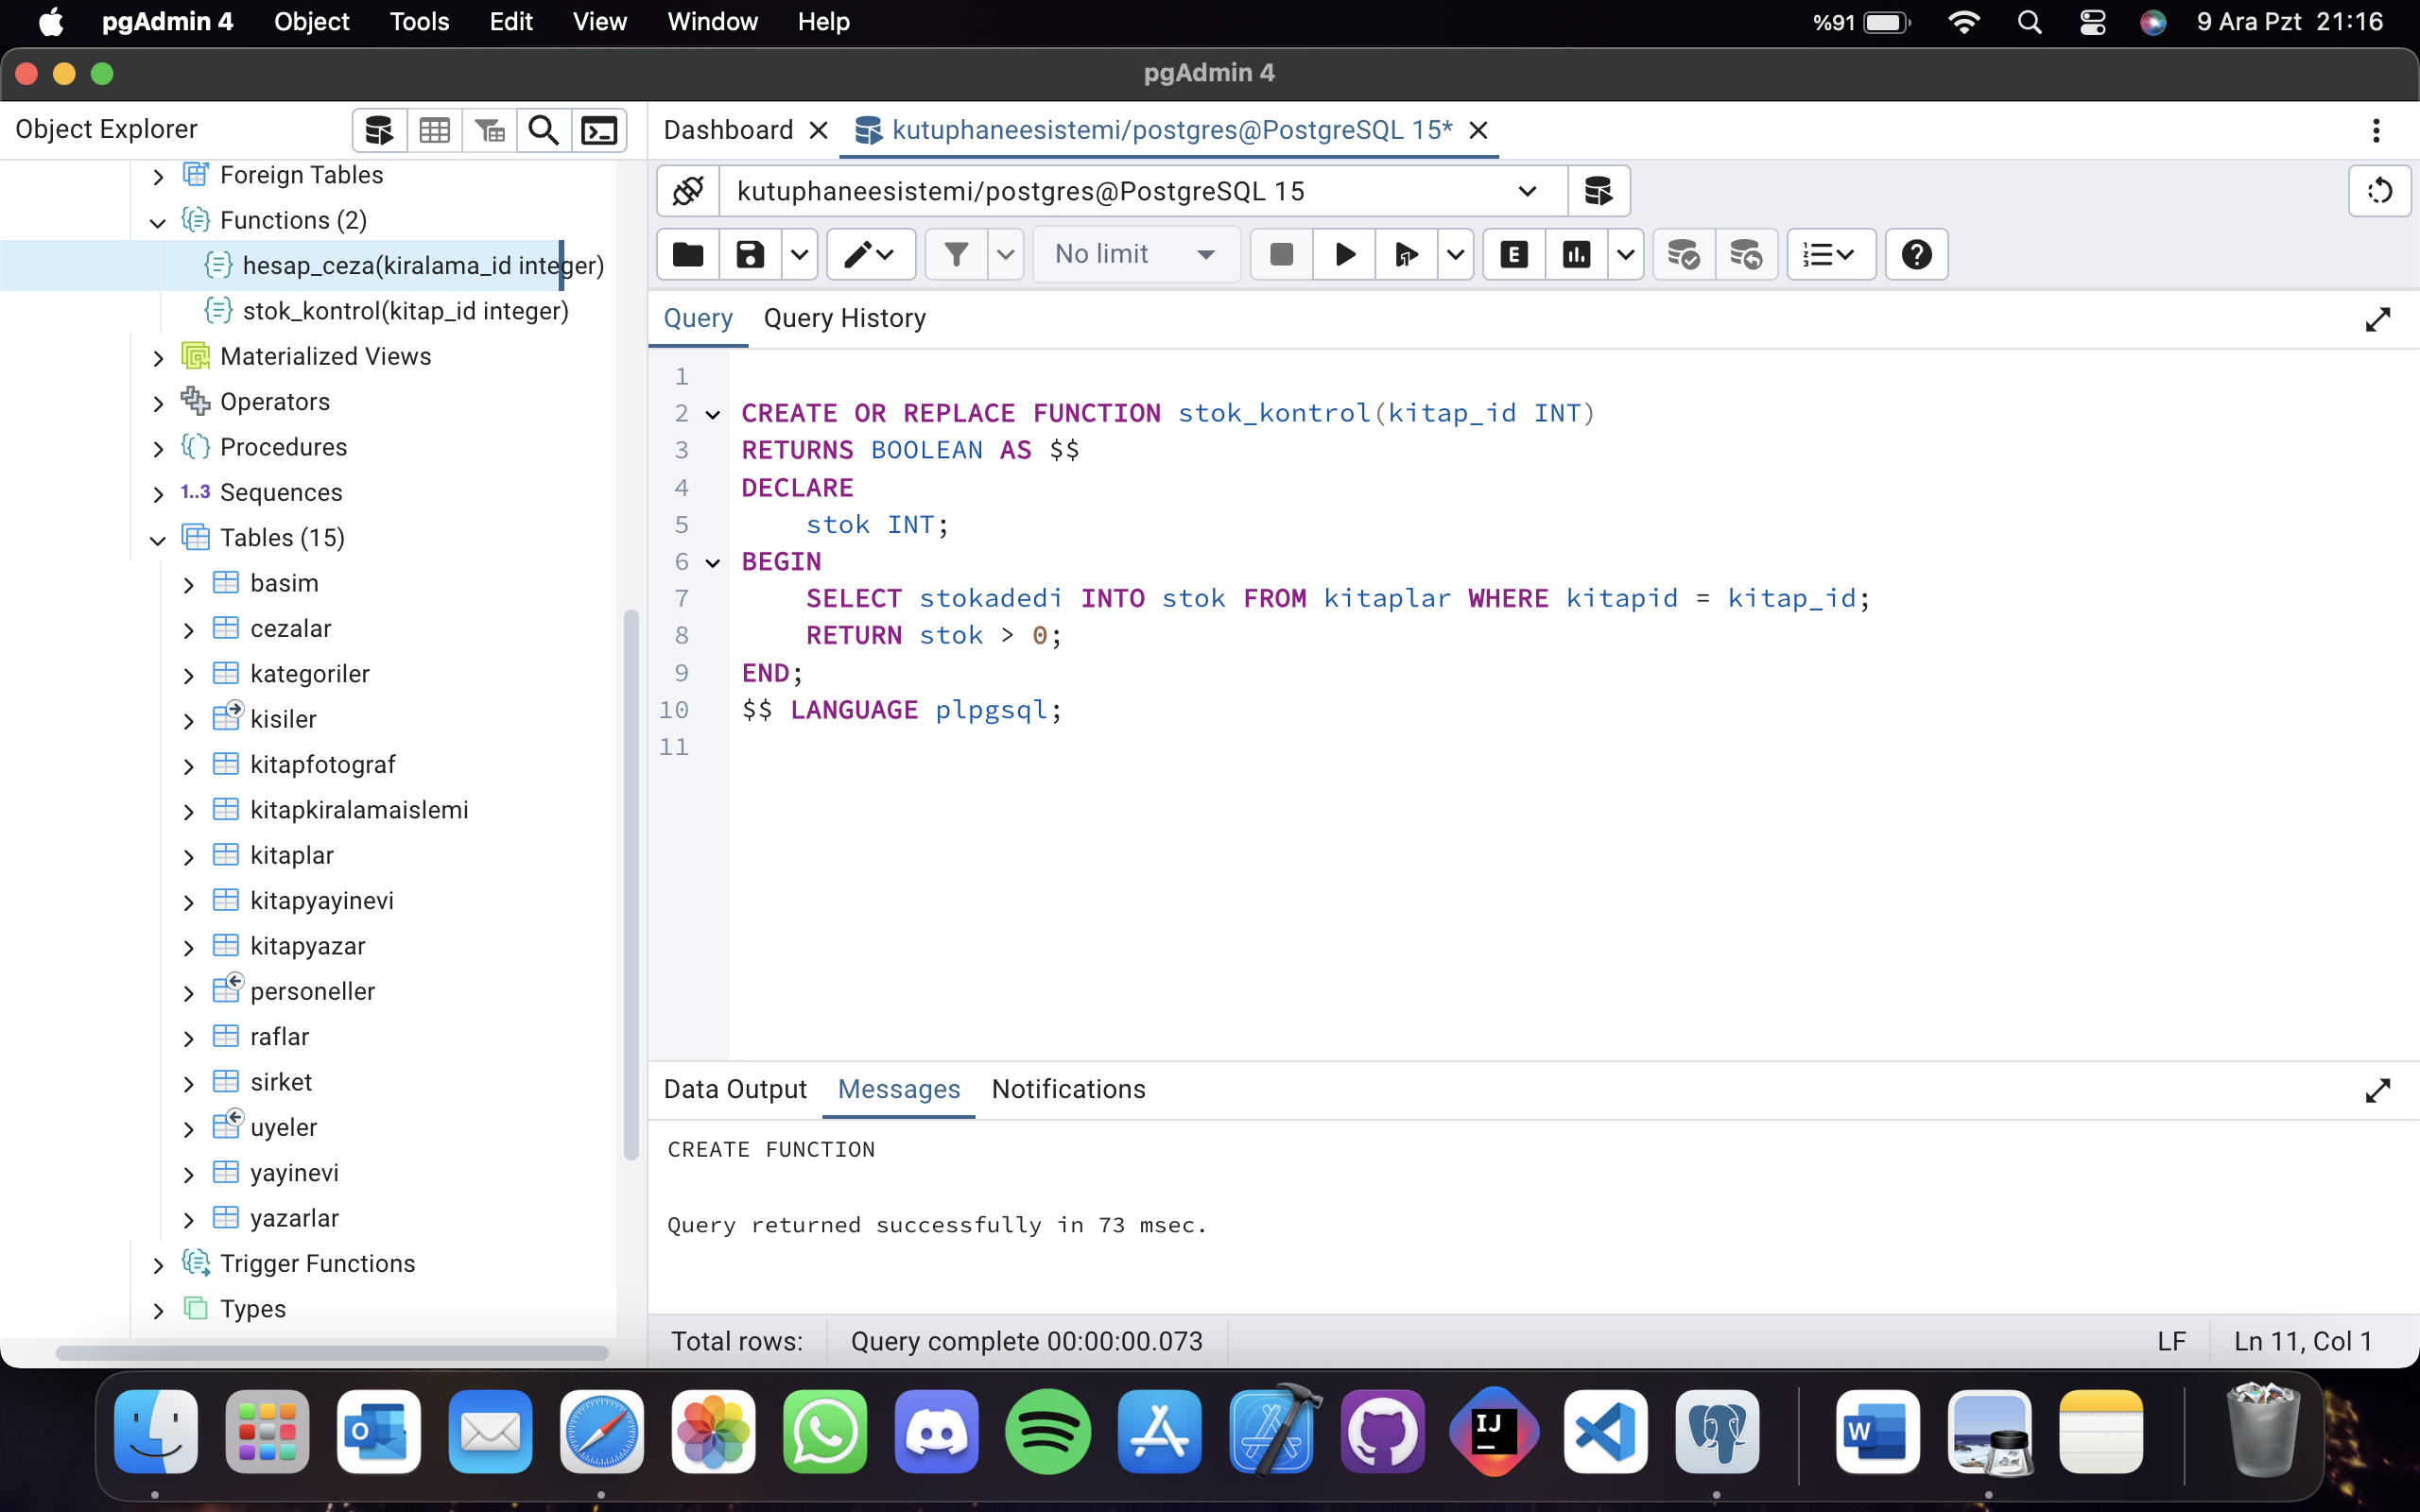 pgAdmin 4 Object Tools Edit View Window Help %91 9 Ara Pzt 21:16
pgAdmin 4
Object Explorer
Foreign Tables
Functions (2)
hesap_ceza(kiralama_id integer)
stok_kontrol(kitap_id integer)
Materialized Views
Operators
Procedures
1..3 Sequences
Tables (15)
basim
cezalar
kategoriler
kisiler
kitapfotograf
kitapkiralamaislemi
kitaplar
kitapyayinevi
kitapyazar
personeller
raflar
sirket
uyeler
yayinevi
yazarlar
Trigger Functions
Types
Dashboard kutuphaneesistemi/postgres@PostgreSQL 15*
kutuphaneesistemi/postgres@PostgreSQL 15
No limit E
Query Query History
1
2 CREATE OR REPLACE FUNCTION stok_kontrol(kitap_id INT)
3 RETURNS BOOLEAN AS $$
4 DECLARE
5 stok INT;
6 BEGIN
7 SELECT stokadedi INTO stok FROM kitaplar WHERE kitapid = kitap_id;
8 RETURN stok > 0;
9 END;
10 $$ LANGUAGE plpgsql;
11
Data Output Messages Notifications
CREATE FUNCTION
Query returned successfully in 73 msec.
Total rows: Query complete 00:00:00.073 LF Ln 11, Col 1
O IJ W